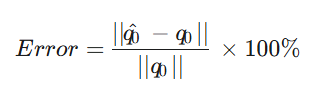 Error = ||q̂₀ − q₀|| / ||q₀|| × 100%